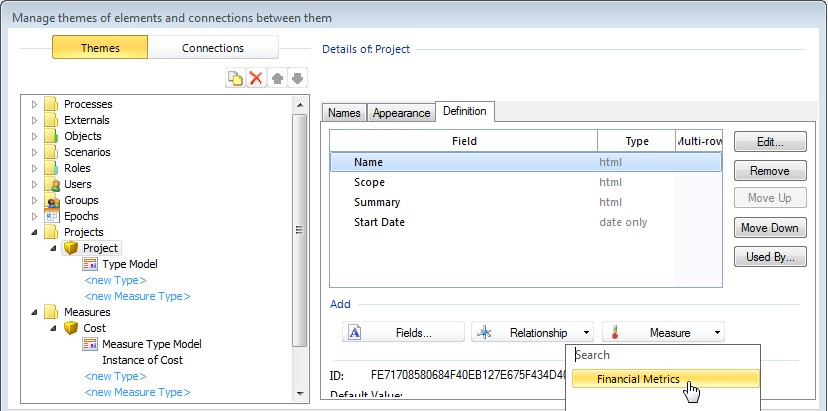 Manage themes of elements and connections between them
Themes
Connections
Processes
Externals
Objects
Scenarios
Roles
Users
Groups
Epochs
Projects
Project
Type Model
<new Type>
<new Measure Type>
Measures
Cost
Measure Type Model
Instance of Cost
<new Type>
<new Measure Type>
Details of: Project
Names Appearance Definition
Field Type Multi-row
Name html
Scope html
Summary html
Start Date date only
Edit...
Remove
Move Up
Move Down
Used By...
Add
Fields... Relationship Measure
Search
Financial Metrics
ID: FE71708580684F40EB127E675F434D40
Default Value: